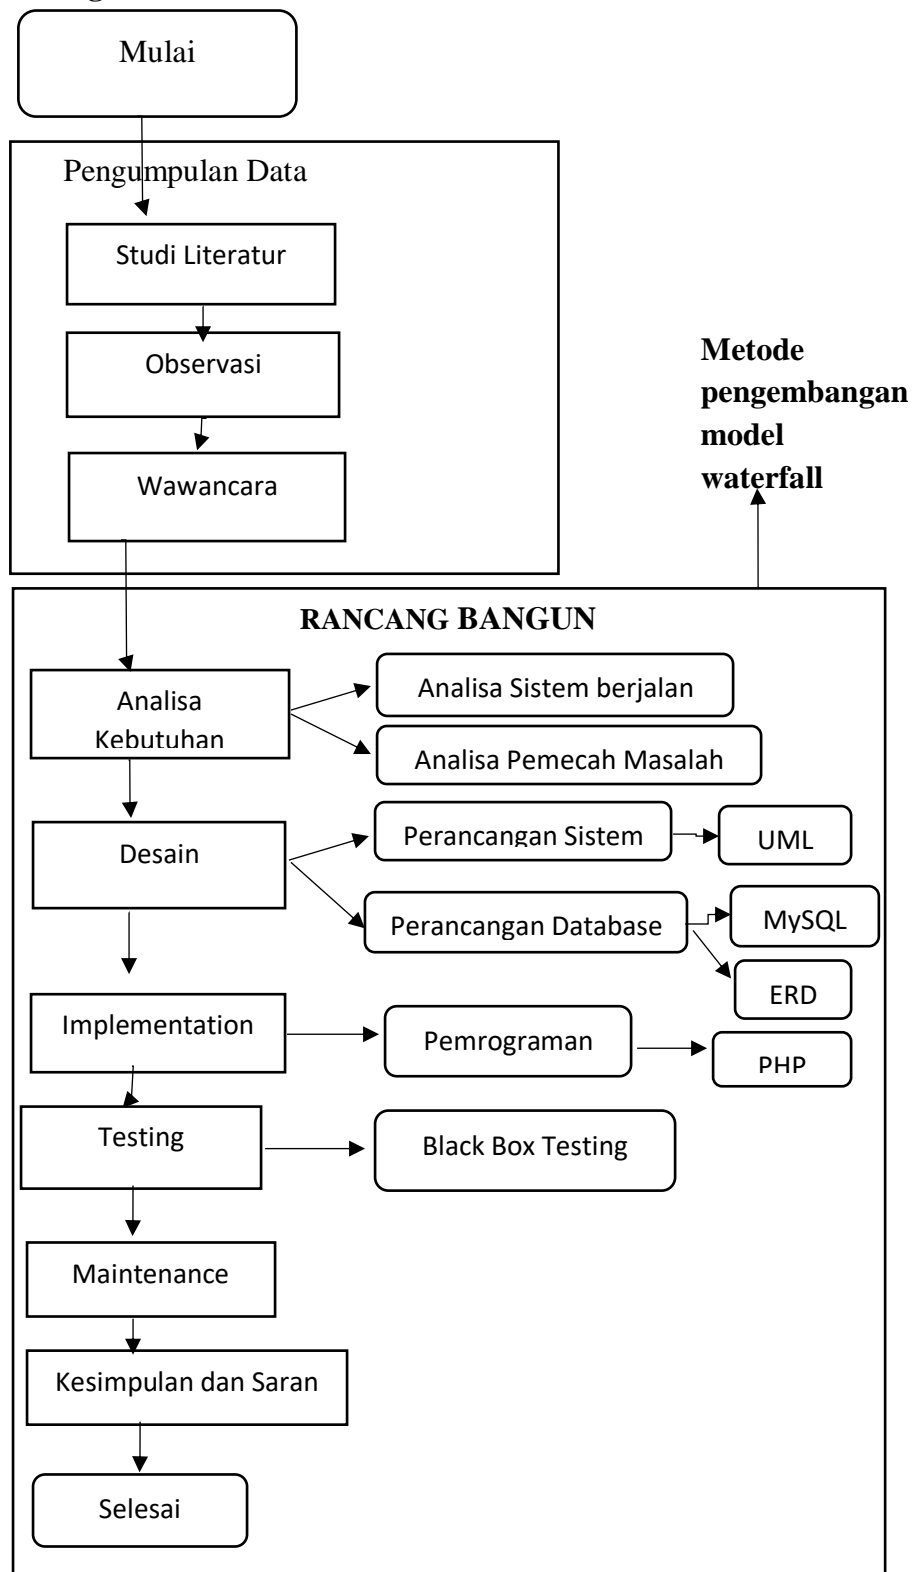 Mulai
Pengumpulan Data
Studi Literatur
Observasi
Wawancara
Metode
pengembangan
model
waterfall
RANCANG BANGUN
Analisa
Kebutuhan
Analisa Sistem berjalan
Analisa Pemecah Masalah
Desain
Perancangan Sistem
UML
Perancangan Database
MySQL
ERD
Implementation
Pemrograman
PHP
Testing
Black Box Testing
Maintenance
Kesimpulan dan Saran
Selesai